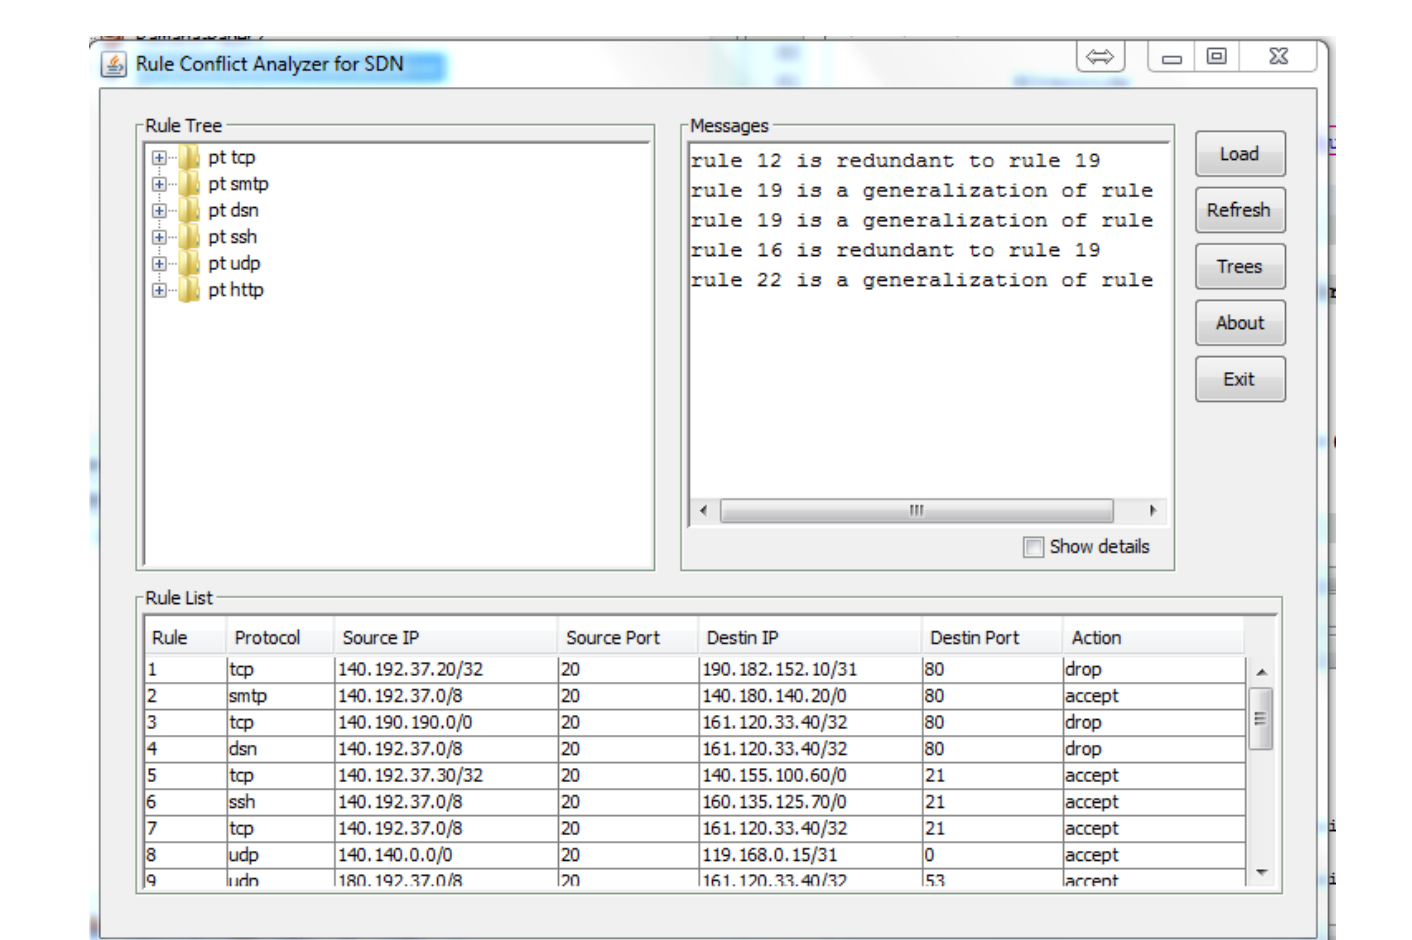 Rule Conflict Analyzer for SDN
Rule Tree
pt tcp
pt smtp
pt dsn
pt ssh
pt udp
pt http
Messages
rule 12 is redundant to rule 19
rule 19 is a generalization of rule
rule 19 is a generalization of rule
rule 16 is redundant to rule 19
rule 22 is a generalization of rule
Show details
Load
Refresh
Trees
About
Exit
Rule List
Rule Protocol Source IP Source Port Destin IP Destin Port Action
1 tcp 140.192.37.20/32 20 190.182.152.10/31 80 drop
2 smtp 140.192.37.0/8 20 140.180.140.20/0 80 accept
3 tcp 140.190.190.0/0 20 161.120.33.40/32 80 drop
4 dsn 140.192.37.0/8 20 161.120.33.40/32 80 drop
5 tcp 140.192.37.30/32 20 140.155.100.60/0 21 accept
6 ssh 140.192.37.0/8 20 160.135.125.70/0 21 accept
7 tcp 140.192.37.0/8 20 161.120.33.40/32 21 accept
8 udp 140.140.0.0/0 20 119.168.0.15/31 0 accept
9 udp 180.192.37.0/8 20 161.120.33.40/32 53 accept